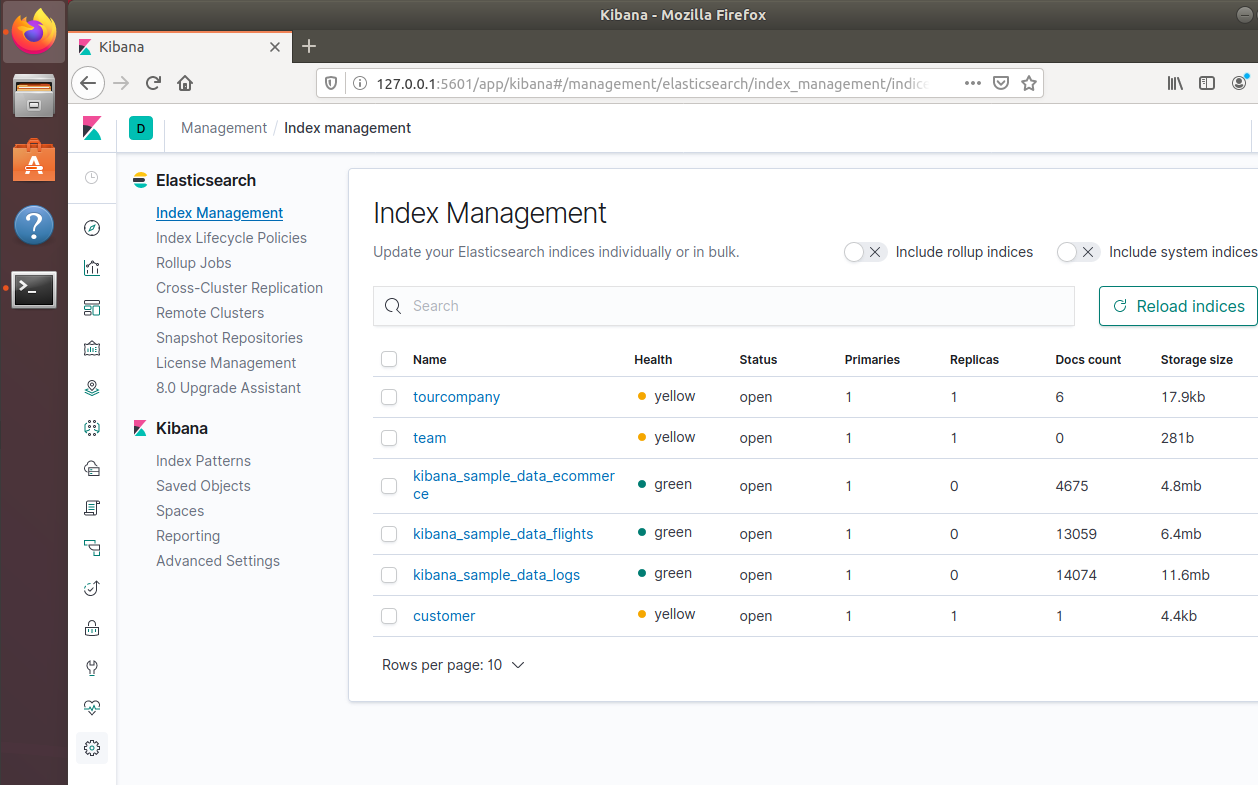 Kibana - Mozilla Firefox
Kibana
127.0.0.1:5601/app/kibana#/management/elasticsearch/index_management/indice
D
Management / Index management
Elasticsearch
Index Management
Index Lifecycle Policies
Rollup Jobs
Cross-Cluster Replication
Remote Clusters
Snapshot Repositories
License Management
8.0 Upgrade Assistant
Kibana
Index Patterns
Saved Objects
Spaces
Reporting
Advanced Settings
Index Management
Update your Elasticsearch indices individually or in bulk.
Include rollup indices
Include system indices
Search
Reload indices
Name Health Status Primaries Replicas Docs count Storage size
tourcompany yellow open 1 1 6 17.9kb
team yellow open 1 1 0 281b
kibana_sample_data_ecommer
ce green open 1 0 4675 4.8mb
kibana_sample_data_flights green open 1 0 13059 6.4mb
kibana_sample_data_logs green open 1 0 14074 11.6mb
customer yellow open 1 1 1 4.4kb
Rows per page: 10